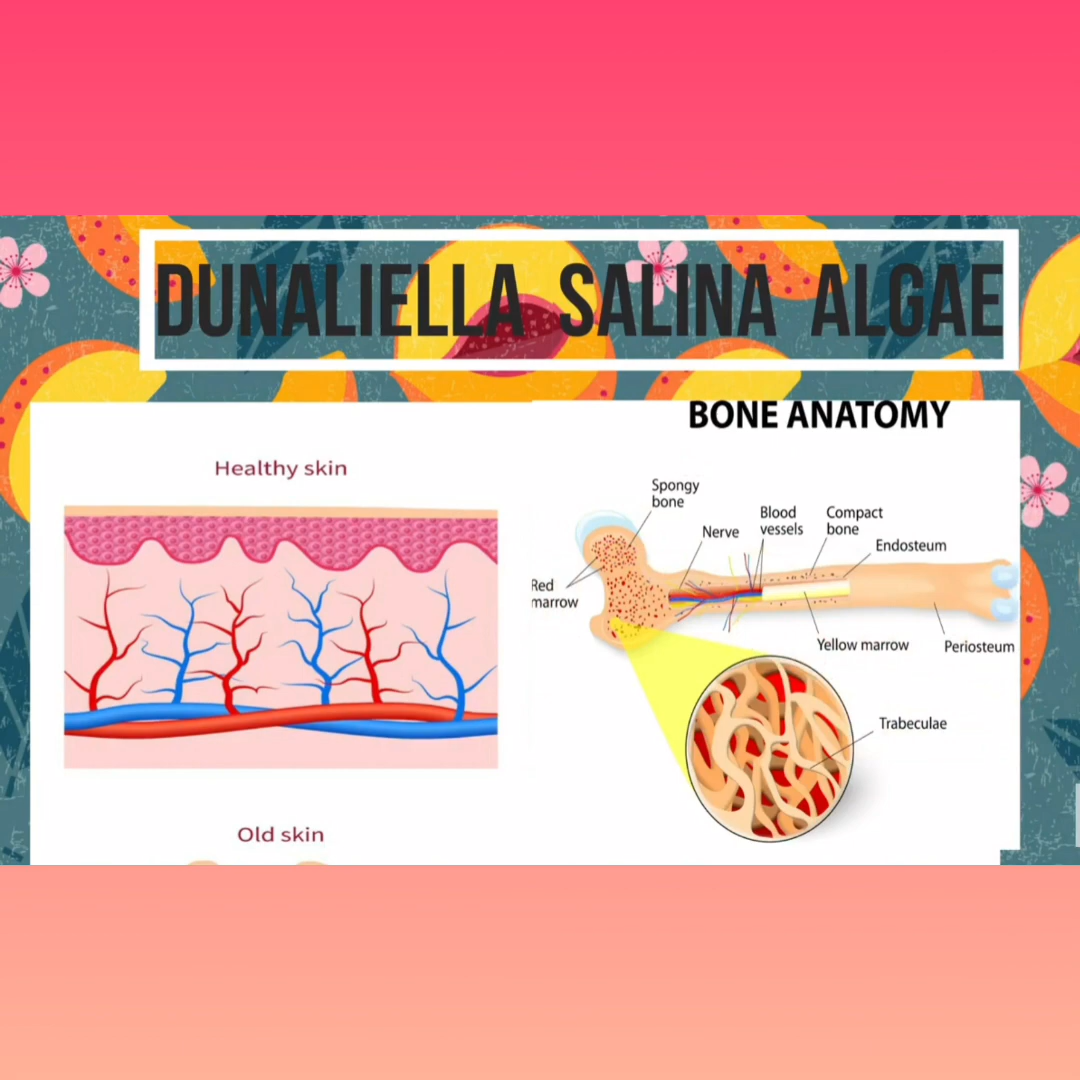 DUNALIELLA SALINA ALGAE
Healthy skin
Old skin
BONE ANATOMY
Spongy
bone
Nerve
Blood
vessels
Compact
bone
Endosteum
Red
marrow
Yellow marrow
Periosteum
Trabeculae